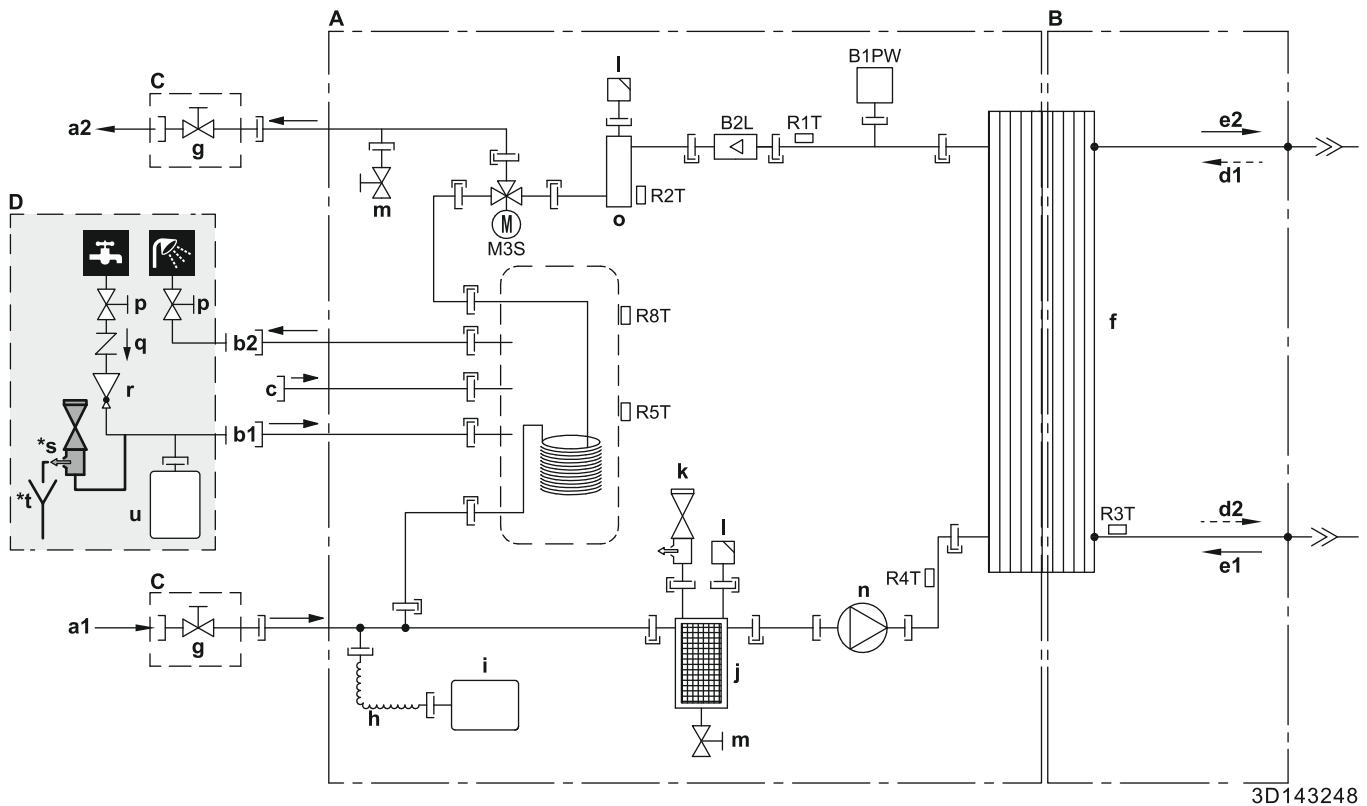 A
B
C
l
B1PW
a2
g
B2L
R1T
e2
d1
D
m
M
M3S
o
R2T
p
p
R8T
f
q
b2
c
r
R5T
b1
*s
k
*t
u
l
R3T
d2
e1
C
R4T
n
a1
g
i
j
h
m
3D143248